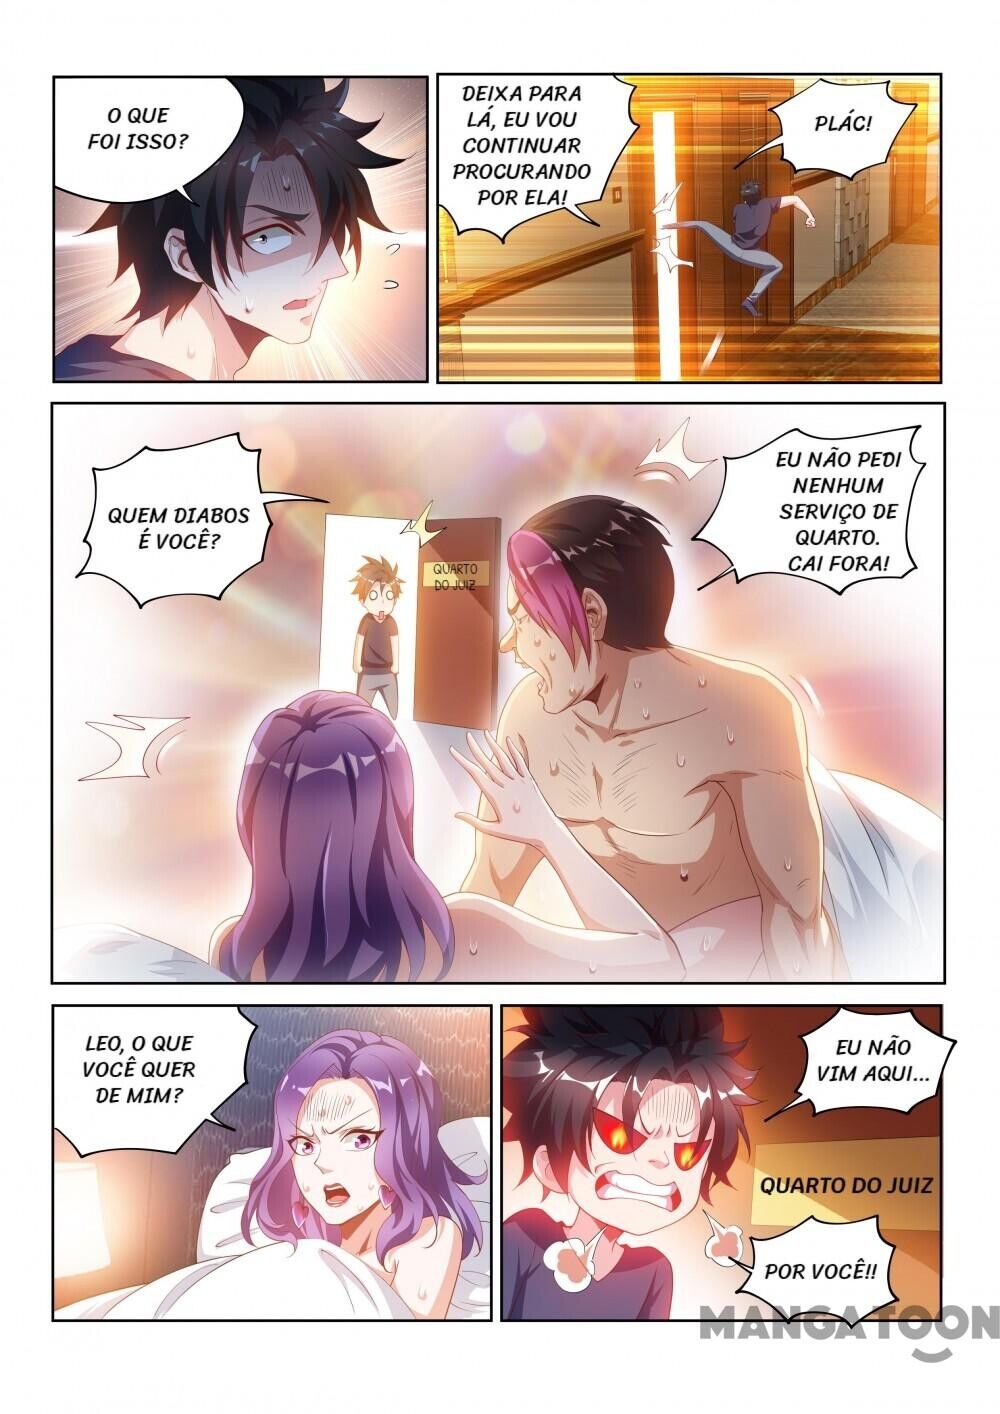 O QUE
FOI ISSO?
DEIXA PARA
LÁ, EU VOU
CONTINUAR
PROCURANDO
POR ELA!
PLÁC!
QUEM DIABOS
É VOCÊ?
QUARTO
DO JUIZ
EU NÃO PEDI
NENHUM
SERVIÇO DE
QUARTO.
CAI FORA!
LEO, O QUE
VOCÊ QUER
DE MIM?
EU NÃO
VIM AQUI...
QUARTO DO JUIZ
POR VOCÊ!!
MANGATOON